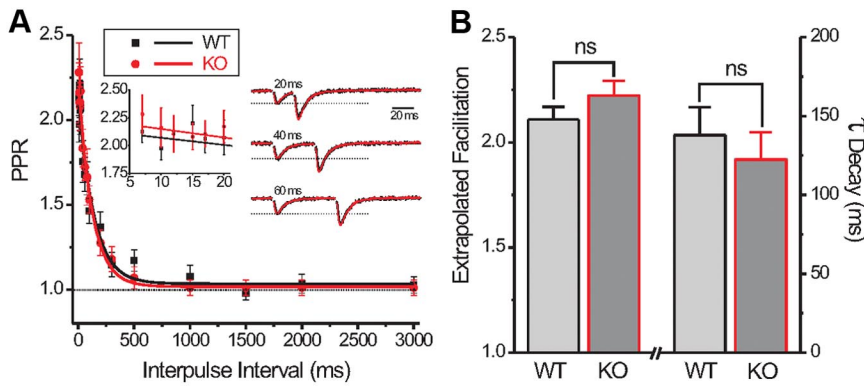 A
WT
KO
PPR
2.5
2.0
1.5
1.0
2.50
2.25
2.00
1.75
5 10 15 20
20 ms
40 ms
60 ms
20ms
0 500 1000 1500 2000 2500 3000
Interpulse Interval (ms)
B
Extrapolated Facilitation
2.5
2.0
1.5
1.0
ns
ns
200
150
100
50
0
τ Decay (ms)
WT KO WT KO